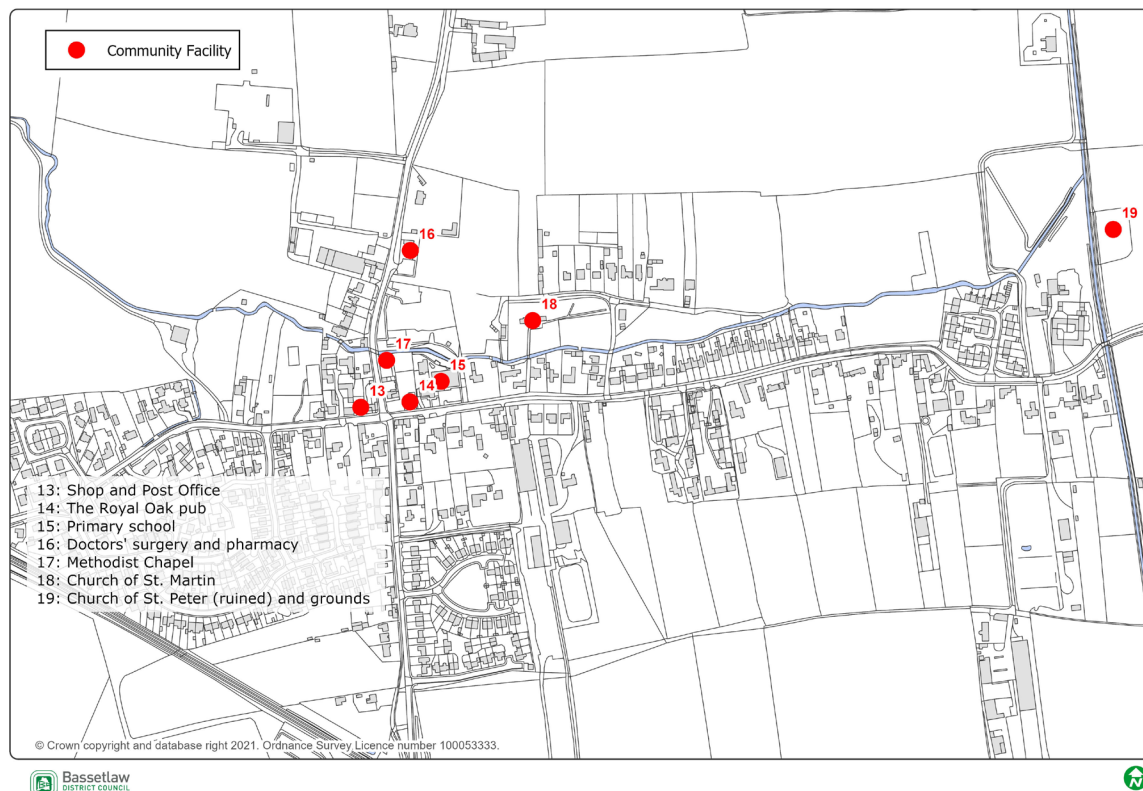 Community Facility
19
16
18
17
15
14
13
13: Shop and Post Office
14: The Royal Oak pub
15: Primary school
16: Doctors' surgery and pharmacy
17: Methodist Chapel
18: Church of St. Martin
19: Church of St. Peter (ruined) and grounds
© Crown copyright and database right 2021. Ordnance Survey Licence number 100053333.
Bassetlaw
DISTRICT COUNCIL
N